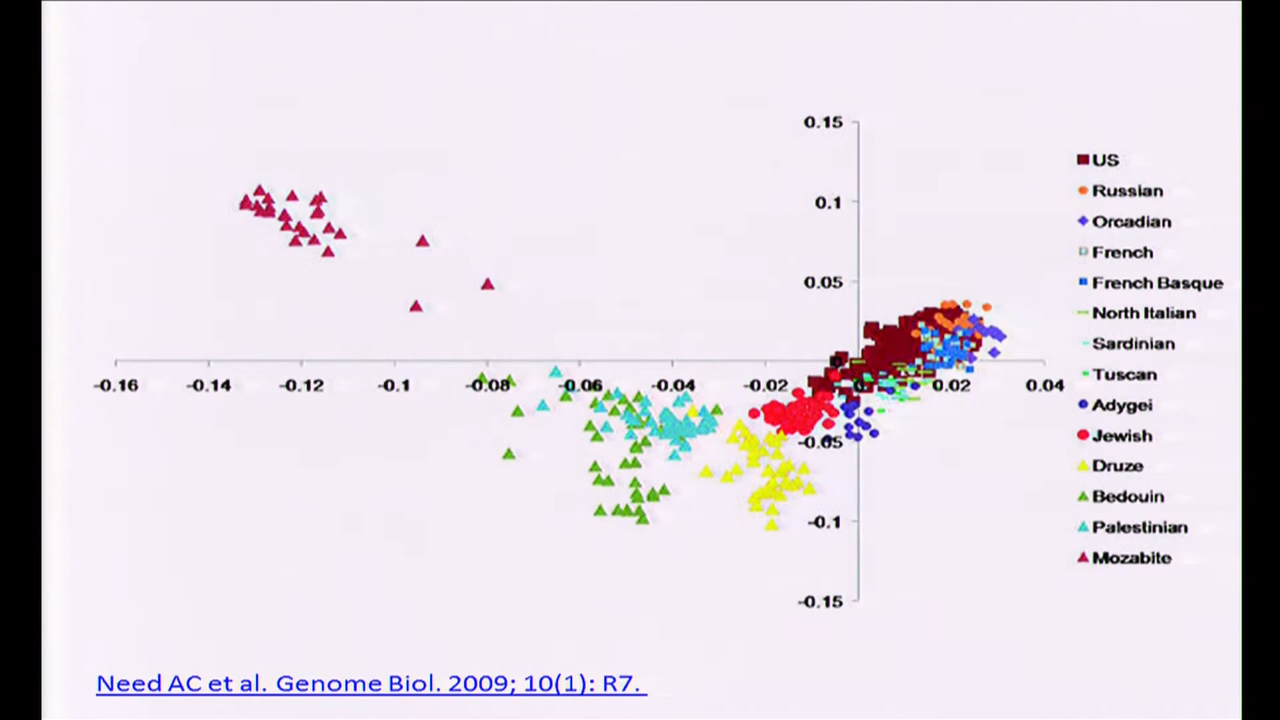 0.15
0.1
0.05
-0.16 -0.14 -0.12 -0.1 -0.08 -0.06 -0.04 -0.02 0.0 0.02 0.04
-0.05
-0.1
-0.15
US
Russian
Orcadian
French
French Basque
North Italian
Sardinian
Tuscan
Adygei
Jewish
Druze
Bedouin
Palestinian
Mozabite
Need AC et al. Genome Biol. 2009; 10(1): R7.